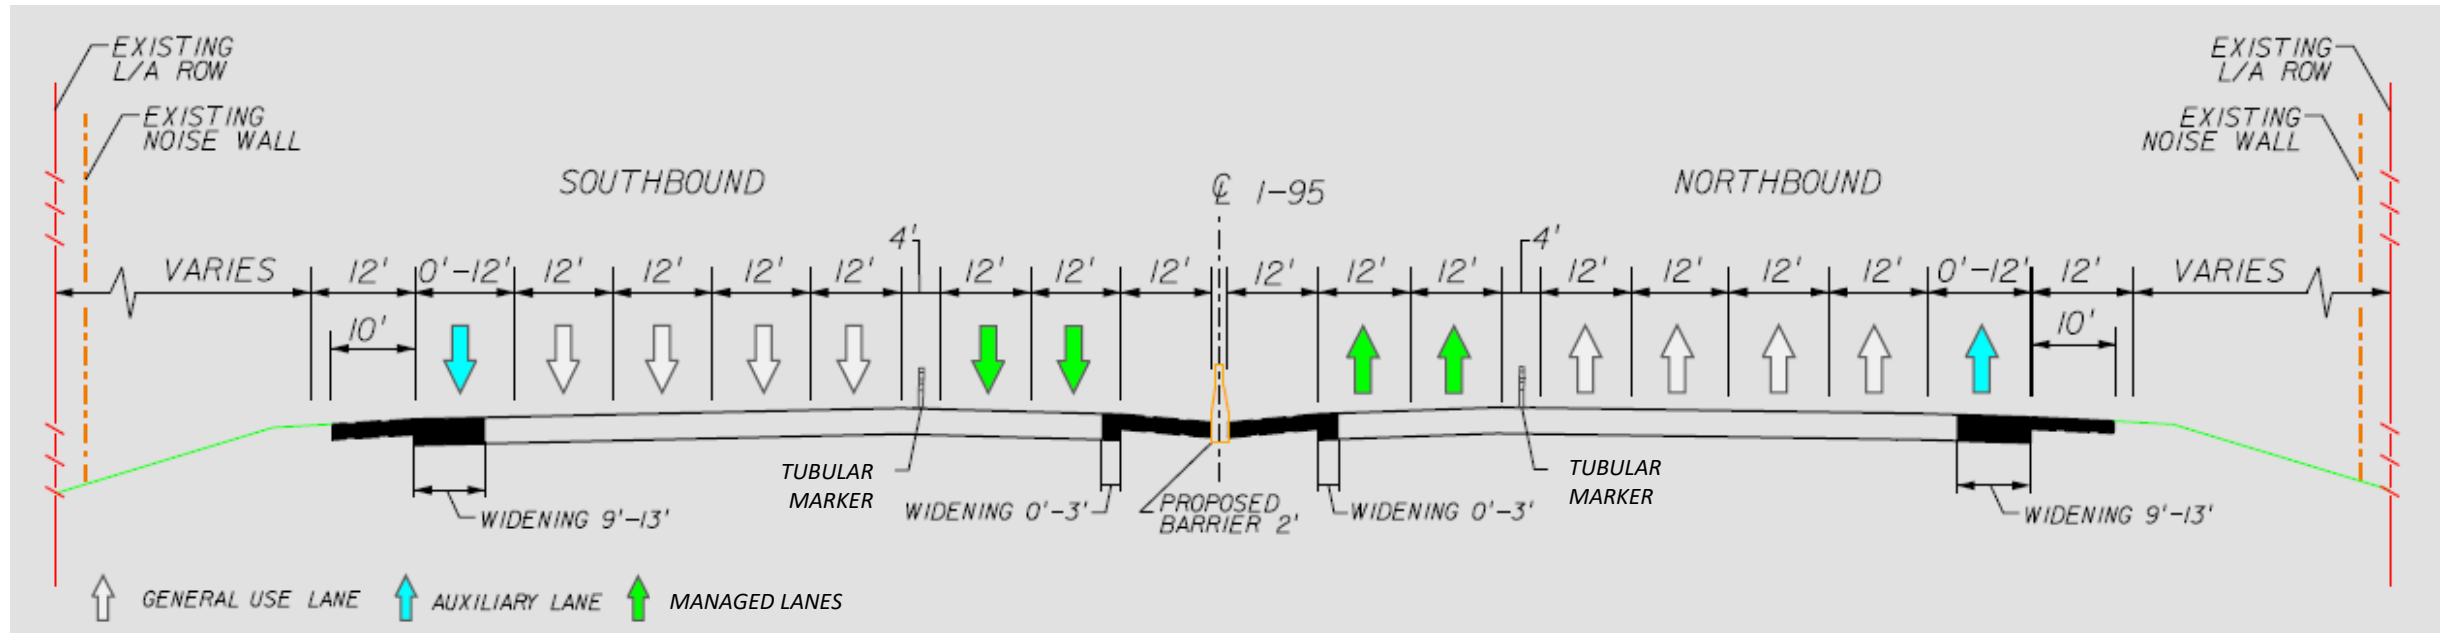 EXISTING
L/A ROW
EXISTING
L/A ROW
EXISTING
NOISE WALL
EXISTING
NOISE WALL
SOUTHBOUND
℄ I-95
NORTHBOUND
4'
4'
VARIES 12' 0'-12' 12' 12' 12' 12' 12' 12' 12' 12' 12' 12' 12' 12' 12' 12' 0'-12' 12' VARIES
10'
10'
TUBULAR
MARKER
TUBULAR
MARKER
WIDENING 9'-13'
WIDENING 0'-3'
PROPOSED
BARRIER 2'
WIDENING 0'-3'
WIDENING 9'-13'
GENERAL USE LANE
AUXILIARY LANE
MANAGED LANES